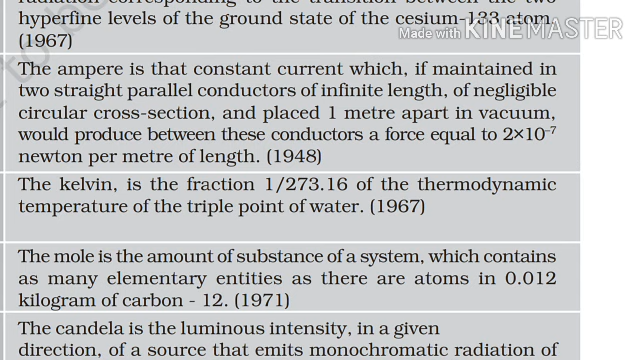 radiation corresponding to the transition between the two
hyperfine levels of the ground state of the cesium-133 atom.
Made with KINEMASTER
(1967)
The ampere is that constant current which, if maintained in
two straight parallel conductors of infinite length, of negligible
circular cross-section, and placed 1 metre apart in vacuum,
would produce between these conductors a force equal to 2×10⁻⁷
newton per metre of length. (1948)
The kelvin, is the fraction 1/273.16 of the thermodynamic
temperature of the triple point of water. (1967)
The mole is the amount of substance of a system, which contains
as many elementary entities as there are atoms in 0.012
kilogram of carbon - 12. (1971)
The candela is the luminous intensity, in a given
direction, of a source that emits monochromatic radiation of